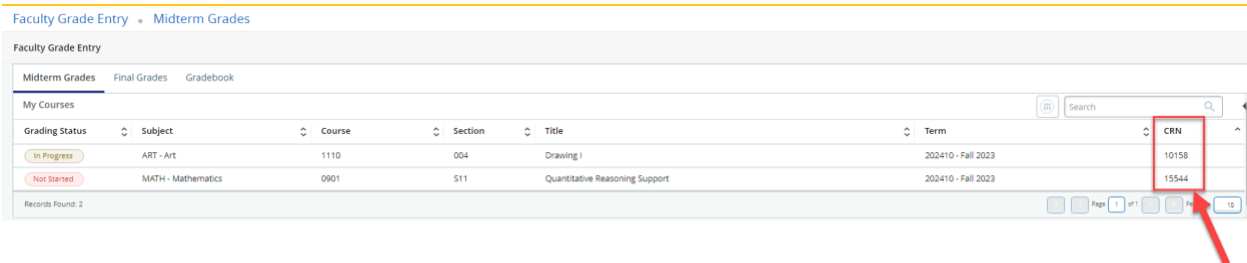 Faculty Grade Entry • Midterm Grades
Faculty Grade Entry
Midterm Grades Final Grades Gradebook
My Courses Search
Grading Status Subject Course Section Title Term CRN
In Progress ART - Art 1110 004 Drawing I 202410 - Fall 2023 10158
Not Started MATH - Mathematics 0901 S11 Quantitative Reasoning Support 202410 - Fall 2023 15544
Records Found: 2 Page 1 of 1 10